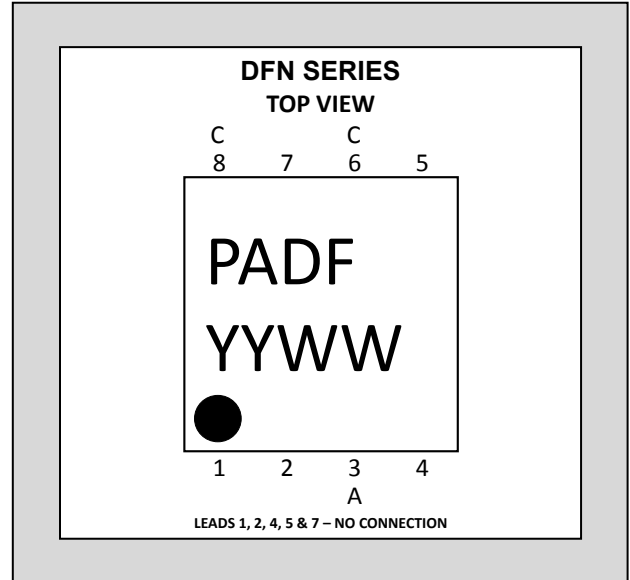 DFN SERIES
TOP VIEW
C C
8 7 6 5
PADF
YYWW
1 2 3 4
A
LEADS 1, 2, 4, 5 & 7 – NO CONNECTION